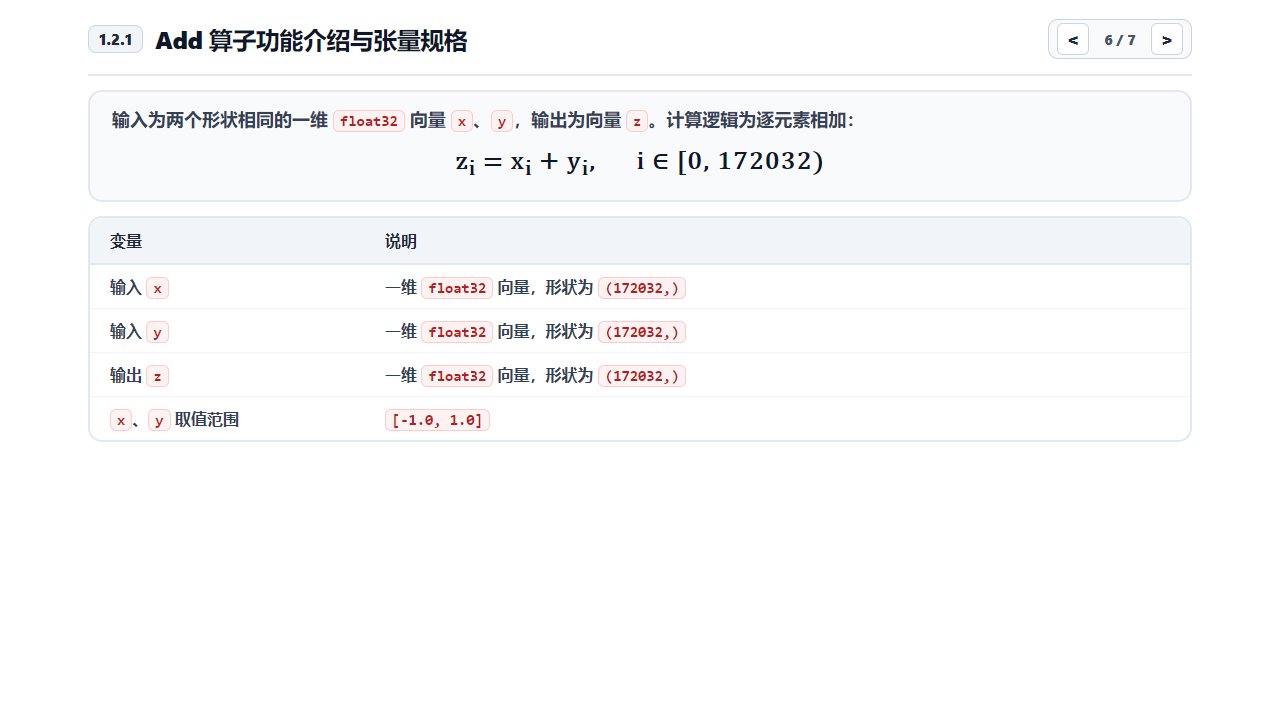 1.2.1 Add 算子功能介绍与张量规格 < 6 / 7 >
输入为两个形状相同的一维 float32 向量 x、y，输出为向量 z。计算逻辑为逐元素相加：
zᵢ = xᵢ + yᵢ, i ∈ [0, 172032)
变量 说明
输入 x 一维 float32 向量，形状为 (172032,)
输入 y 一维 float32 向量，形状为 (172032,)
输出 z 一维 float32 向量，形状为 (172032,)
x、y 取值范围 [-1.0, 1.0]